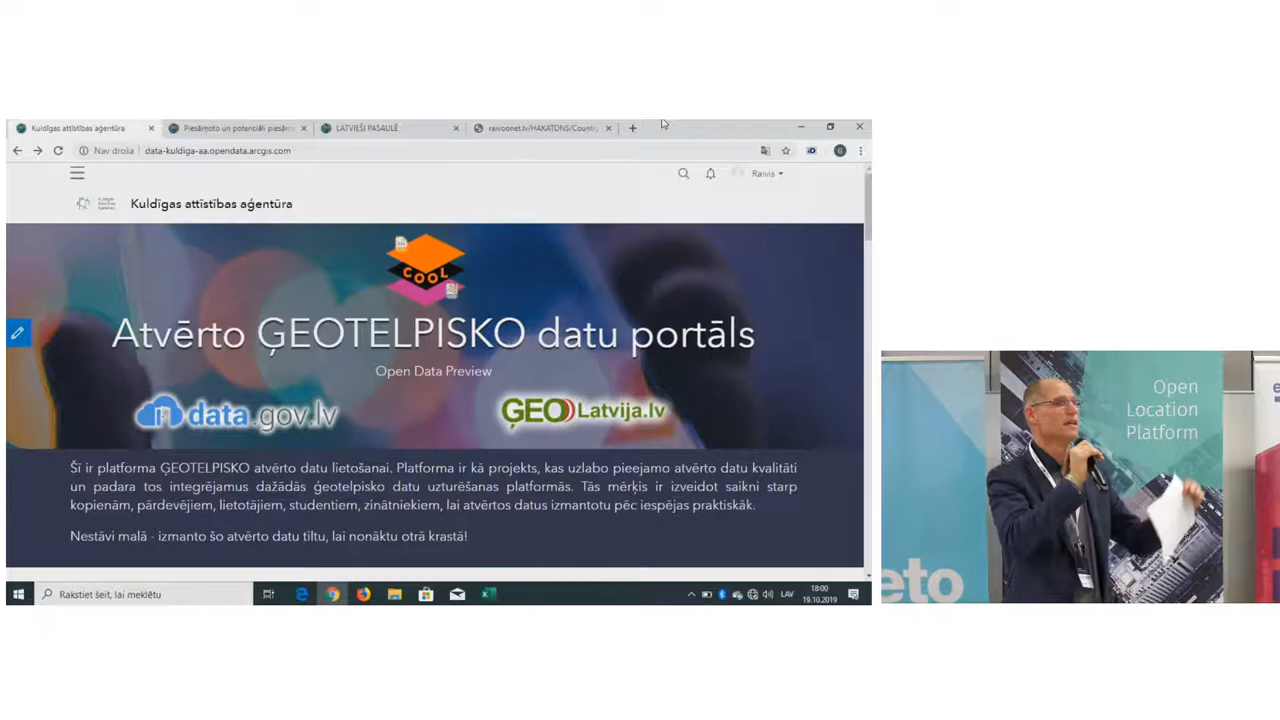 Kuldīgas attīstības aģentūra
Piesārņoto un potenciāli piesārņo
LATVIEŠI PASAULĒ
raivoonet.lv/HAKATONS/Countr
Nav droša
data-kuldiga-aa.opendata.arcgis.com
Raivis
Kuldīgas attīstības aģentūra
COOL
Atvērto ĢEOTELPISKO datu portāls
Open Data Preview
data.gov.lv
ĢEO Latvija.lv
Šī ir platforma ĢEOTELPISKO atvērto datu lietošanai. Platforma ir kā projekts, kas uzlabo pieejamo atvērto datu kvalitāti
un padara tos integrējamus dažādās ģeotelpisko datu uzturēšanas platformās. Tās mērķis ir izveidot saikni starp
kopienām, pārdevējiem, lietotājiem, studentiem, zinātniekiem, lai atvērtos datus izmantotu pēc iespējas praktiskāk.
Nestāvi malā - izmanto šo atvērto datu tiltu, lai nonāktu otrā krastā!
Rakstiet šeit, lai meklētu
LAV
18:00
19.10.2019
Open
Location
Platform
eto